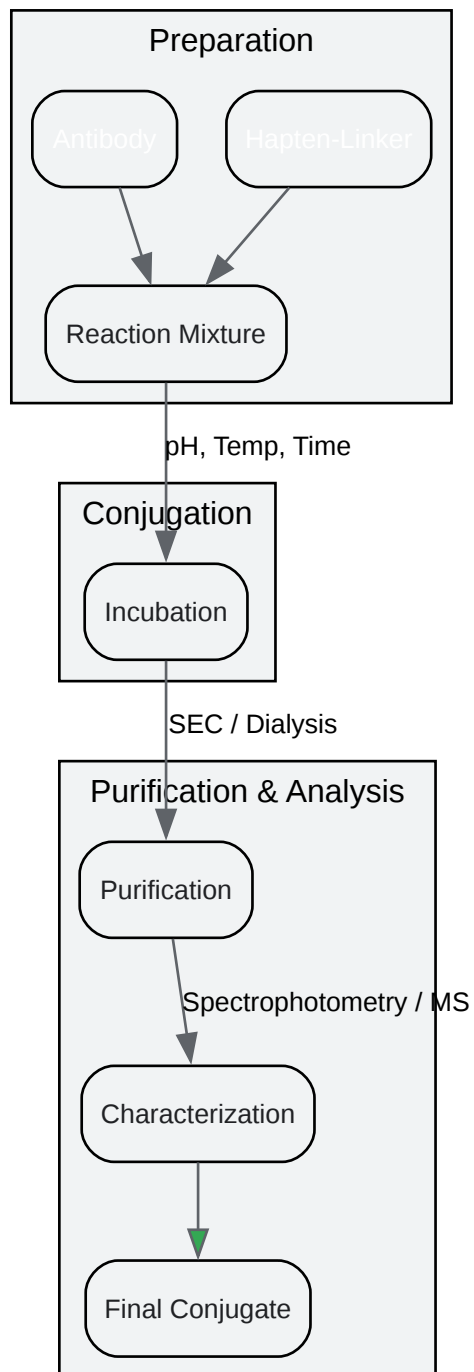 Preparation
Antibody
Hapten-Linker
Reaction Mixture
pH, Temp, Time
Conjugation
Incubation
SEC / Dialysis
Purification & Analysis
Purification
Spectrophotometry / MS
Characterization
Final Conjugate